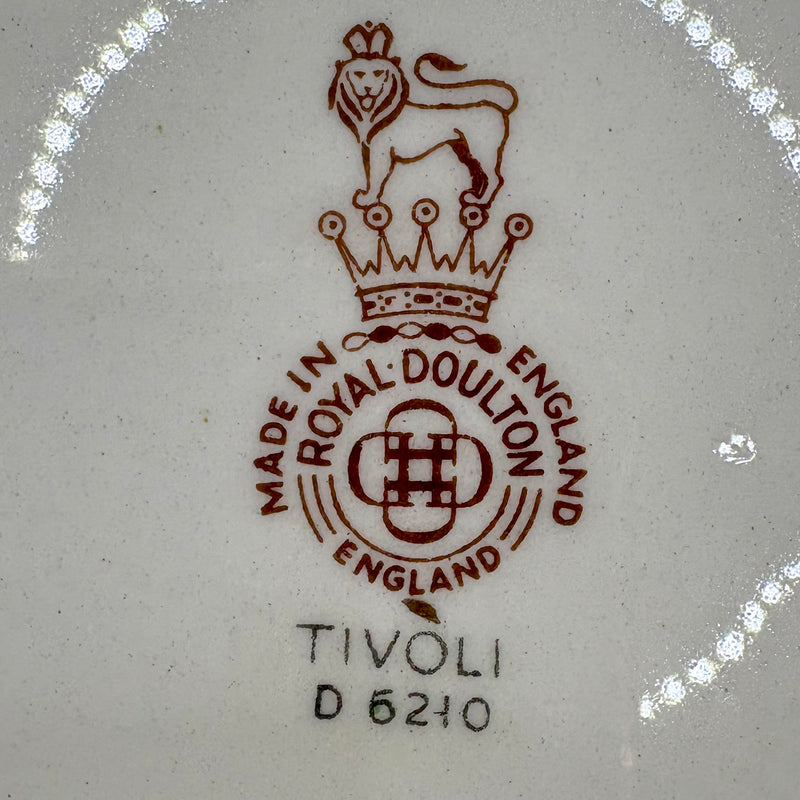 MADE IN ENGLAND
ROYAL·DOULTON
ENGLAND
TIVOLI
D 6210